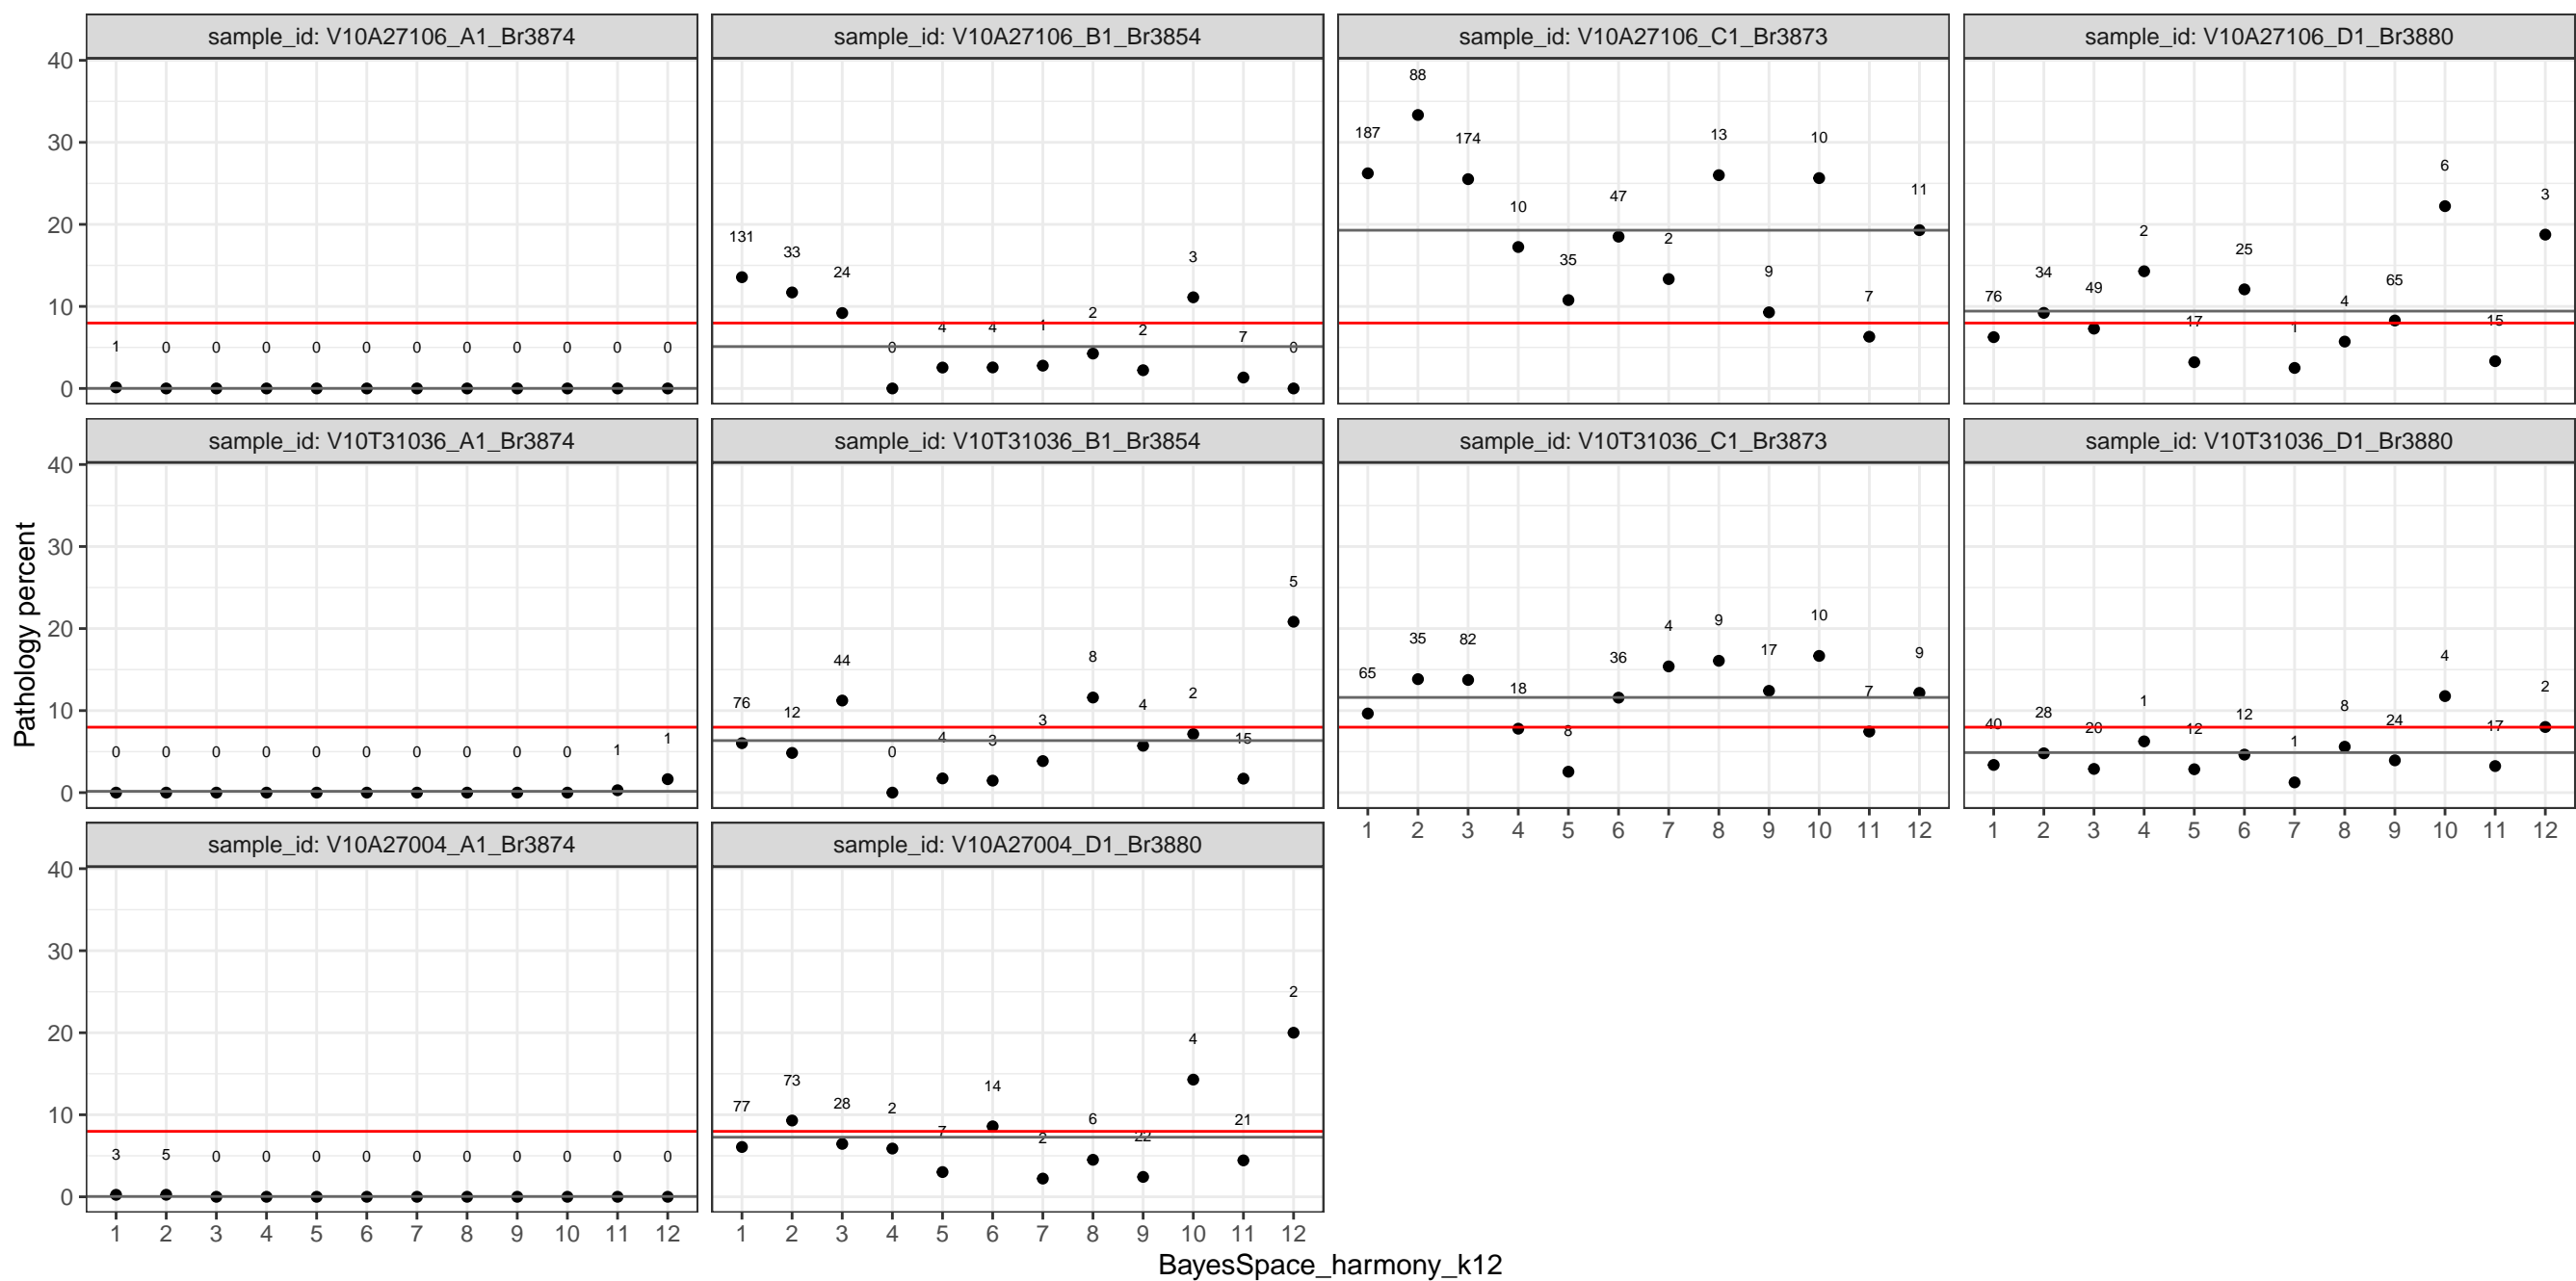 sample_id: V10A27106_A1_Br3874
sample_id: V10A27106_B1_Br3854
sample_id: V10A27106_C1_Br3873
sample_id: V10A27106_D1_Br3880
40
30
20
10
0
1 0 0 0 0 0 0 0 0 0 0 0
131 33 24 0 4 4 1 2 2 3 7 0
187 88 174 10 35 47 2 13 9 10 7 11
76 34 49 2 17 25 1 4 65 6 15 3
sample_id: V10T31036_A1_Br3874
sample_id: V10T31036_B1_Br3854
sample_id: V10T31036_C1_Br3873
sample_id: V10T31036_D1_Br3880
Pathology percent
40
30
20
10
0
0 0 0 0 0 0 0 0 0 0 1 1
76 12 44 0 4 3 3 8 4 2 15 5
65 35 82 18 8 36 4 9 17 10 7 9
40 28 20 1 12 12 1 8 24 4 17 2
1 2 3 4 5 6 7 8 9 10 11 12
1 2 3 4 5 6 7 8 9 10 11 12
sample_id: V10A27004_A1_Br3874
sample_id: V10A27004_D1_Br3880
40
30
20
10
0
3 5 0 0 0 0 0 0 0 0 0 0
77 73 28 2 7 14 2 6 22 4 21 2
1 2 3 4 5 6 7 8 9 10 11 12
1 2 3 4 5 6 7 8 9 10 11 12
BayesSpace_harmony_k12